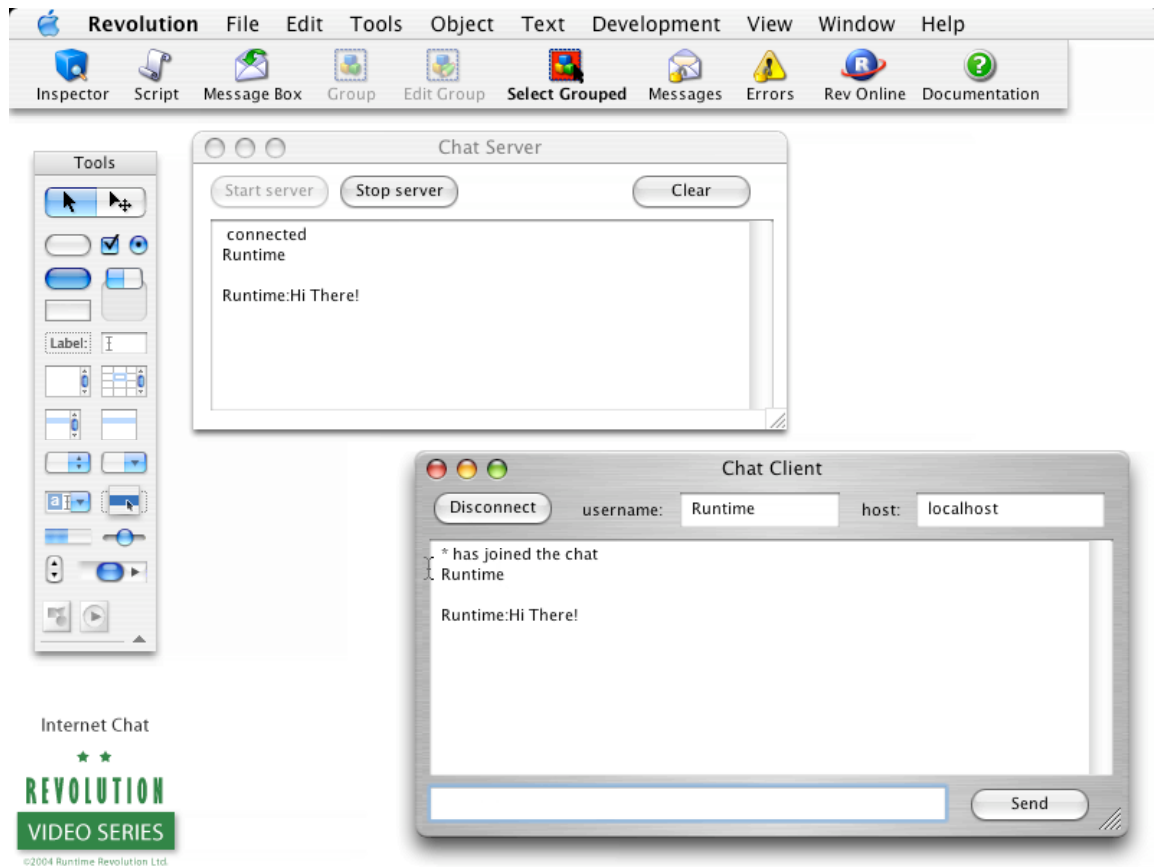 Revolution File Edit Tools Object Text Development View Window Help
Inspector Script Message Box Group Edit Group Select Grouped Messages Errors Rev Online Documentation
Tools
Label:
a
Chat Server
Start server Stop server Clear
connected
Runtime
Runtime:Hi There!
Chat Client
Disconnect username: Runtime host: localhost
* has joined the chat
Runtime
Runtime:Hi There!
Send
Internet Chat
REVOLUTION
VIDEO SERIES
©2004 Runtime Revolution Ltd.